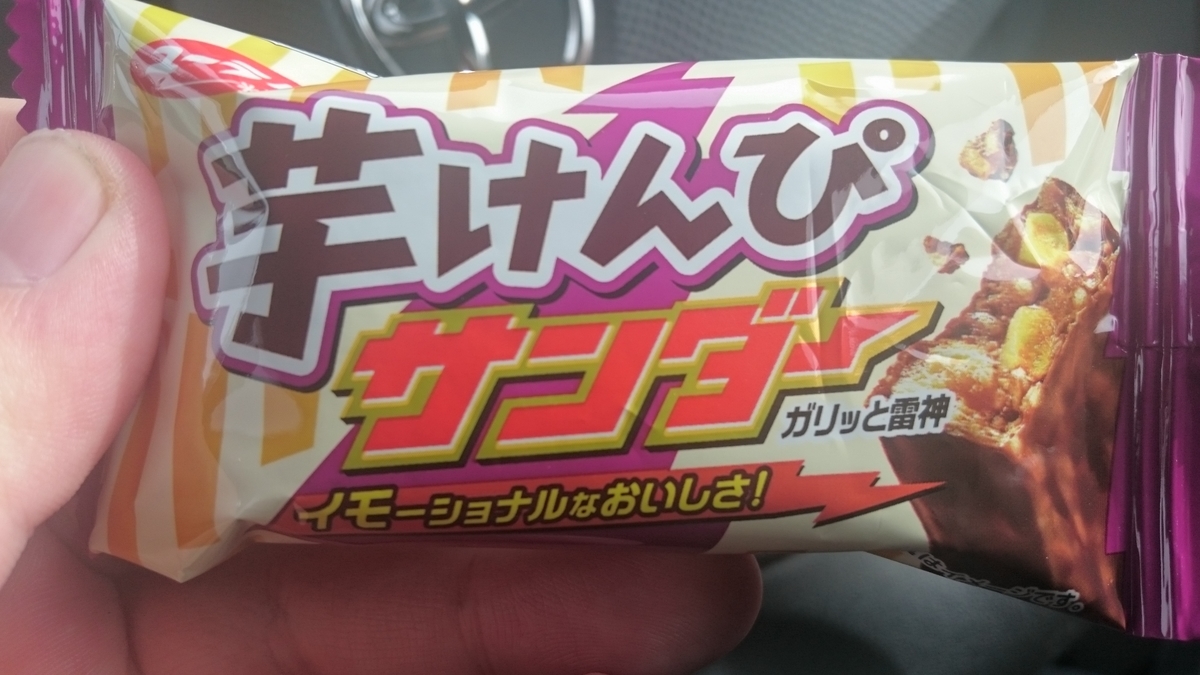 芋けんぴ
サンダー
ガリッと雷神
イモーショナルなおいしさ!